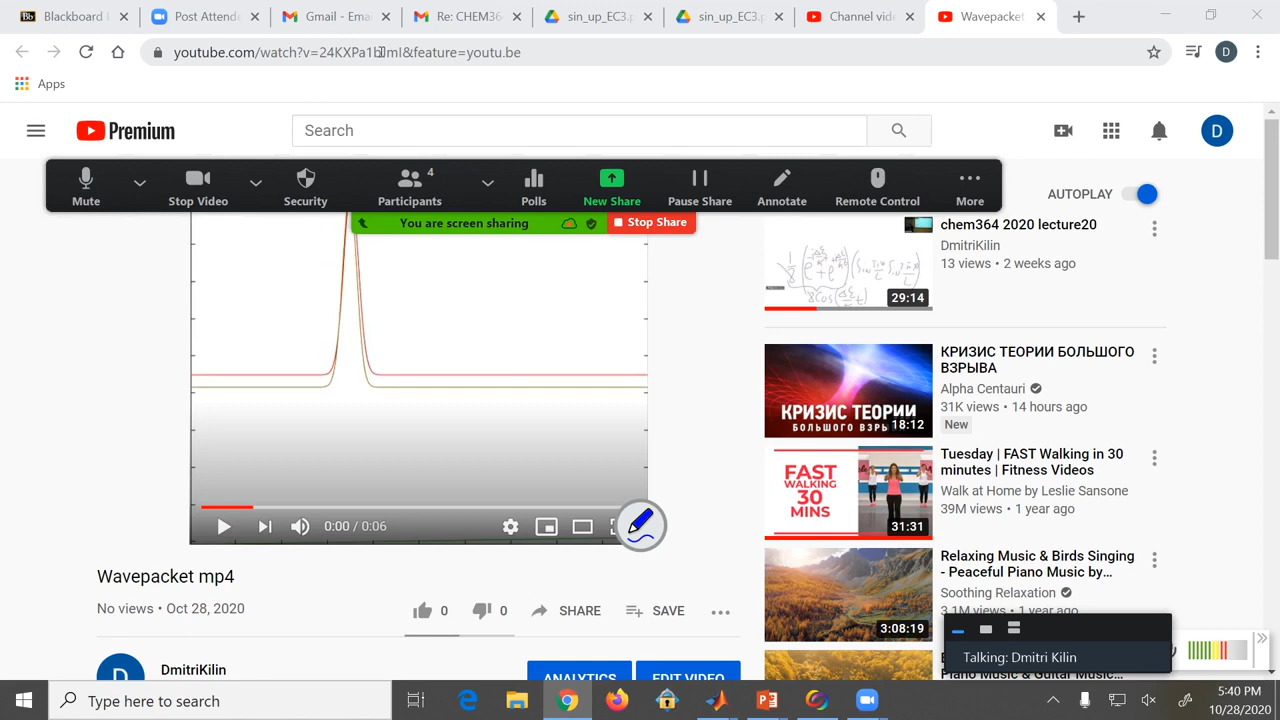 Blackboard
Post Attend
Gmail - Ema
Re: CHEM36
sin_up_EC3.p
sin_up_EC3.p
Channel vide
Wavepacket
Apps
Premium
Search
Mute
Stop Video
Security
4
Participants
Polls
New Share
Pause Share
Annotate
Remote Control
More
You are screen sharing
Stop Share
AUTOPLAY
chem364 2020 lecture20
DmitriKilin
13 views • 2 weeks ago
29:14
КРИЗИС ТЕОРИИ БОЛЬШОГО
ВЗРЫВА
Alpha Centauri
31K views • 14 hours ago
New
КРИЗИС ТЕОРИИ
БОЛЬШОГО ВЗРЫ
18:12
Tuesday | FAST Walking in 30
minutes | Fitness Videos
Walk at Home by Leslie Sansone
39M views • 1 year ago
FAST
WALKING
30
MINS
31:31
Relaxing Music & Birds Singing
- Peaceful Piano Music by...
Soothing Relaxation
3.1M views • 1 year ago
3:08:19
0:00 / 0:06
Wavepacket mp4
No views • Oct 28, 2020
0
0
SHARE
SAVE
DmitriKilin
ANALYTICS
EDIT VIDEO
Talking: Dmitri Kilin
Type here to search
5:40 PM
10/28/2020